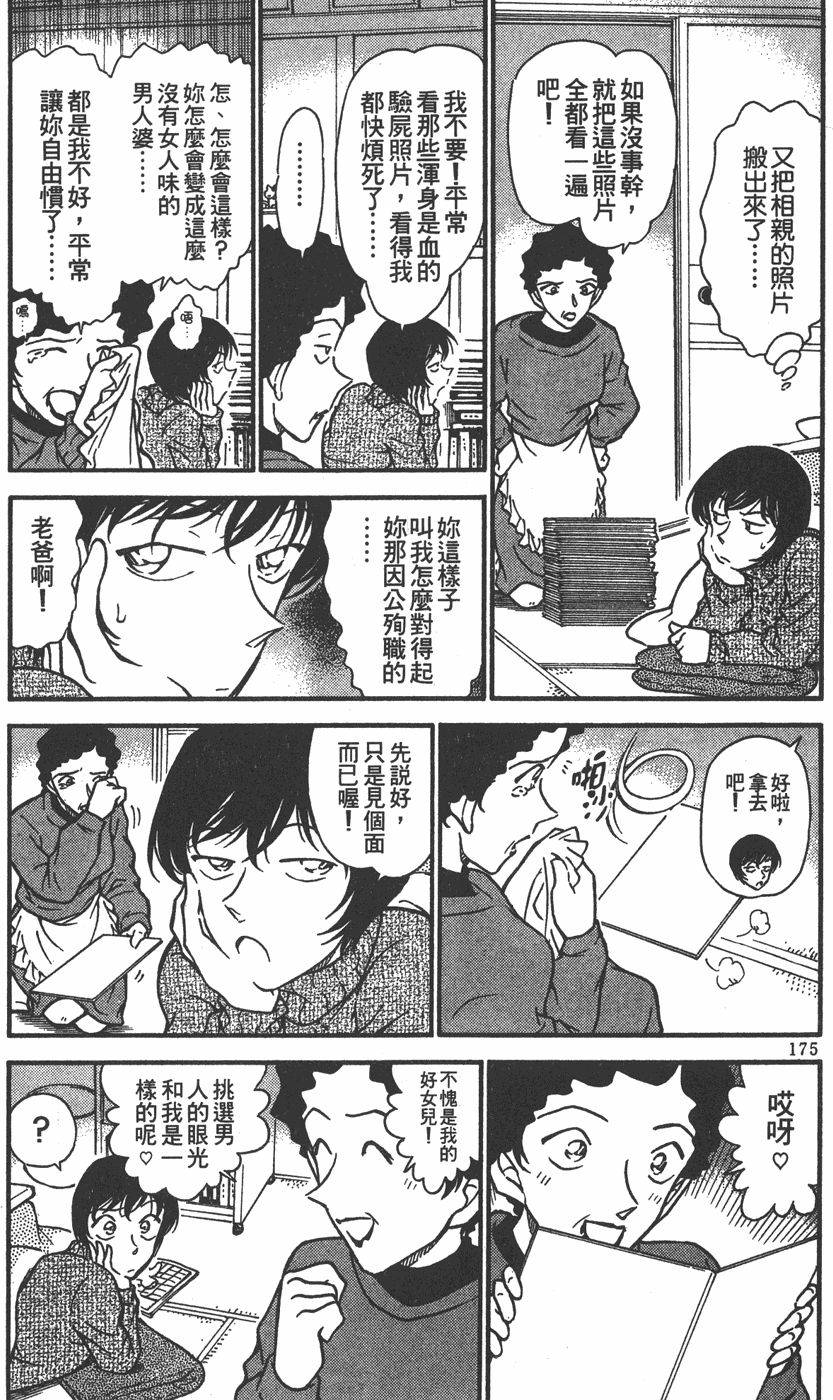 又把相親的照片
搬出來了……
如果沒事幹，
就把這些照片
全都看一遍
吧！
我不要！平常
看那些渾身是血的
驗屍照片，看得我
都快煩死了……
……
怎、怎麼會這樣？
妳怎麼會變成這麼
沒有女人味的
男人婆……
都是我不好，平常
讓妳自由慣了……
唔…
嗚…
妳這樣子
叫我怎麼對得起
妳那因公殉職的
……
老爸啊！
好啦，
拿去
吧！
啪…
先説好，
只是見個面
而已喔！
175
哎呀♡
不愧是我的
好女兒！
挑選男
人的眼光
和我是一
樣的呢♡
？